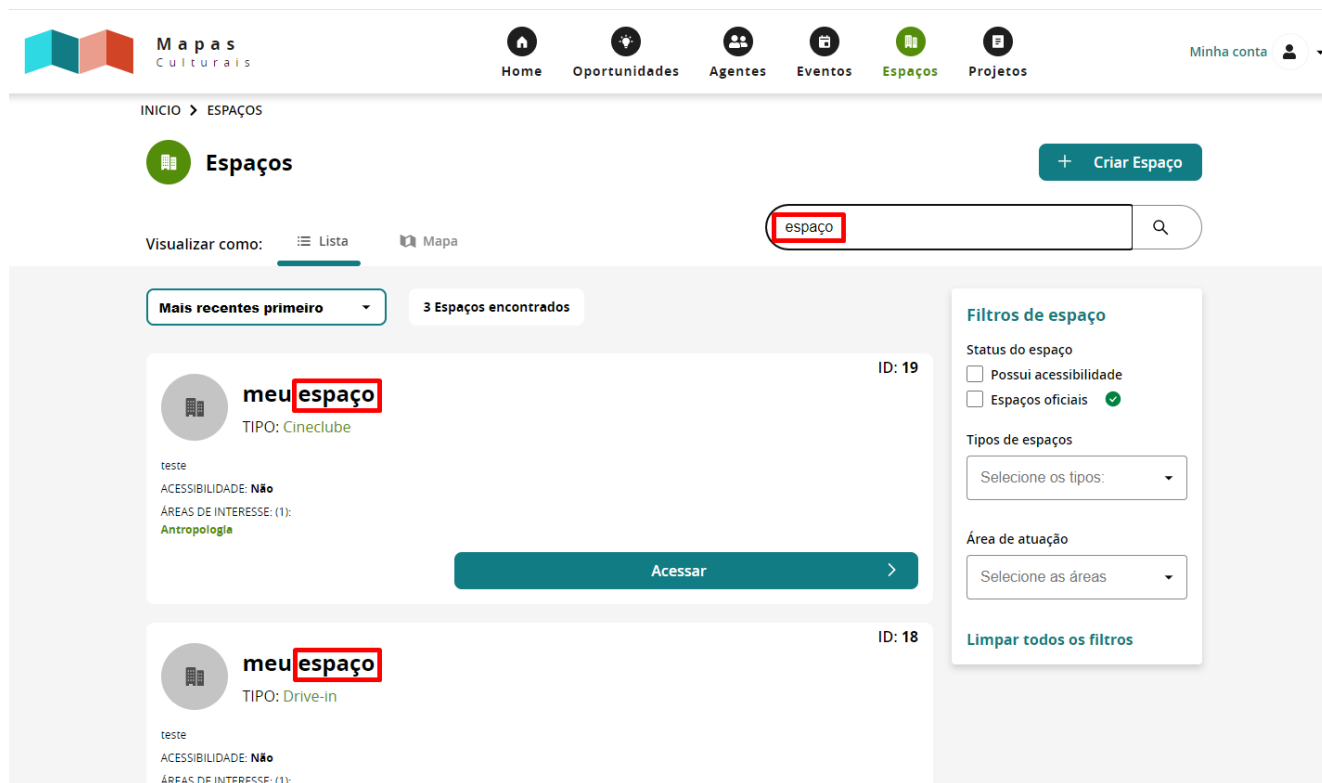 Mapas
Culturais
Home
Oportunidades
Agentes
Eventos
Espaços
Projetos
Minha conta
INICIO > ESPAÇOS
Espaços
+ Criar Espaço
Visualizar como:
Lista
Mapa
espaço
Mais recentes primeiro
3 Espaços encontrados
ID: 19
meu espaço
TIPO: Cineclube
teste
ACESSIBILIDADE: Não
ÁREAS DE INTERESSE: (1):
Antropologia
Acessar
ID: 18
meu espaço
TIPO: Drive-in
teste
ACESSIBILIDADE: Não
ÁREAS DE INTERESSE: (1):
Filtros de espaço
Status do espaço
Possui acessibilidade
Espaços oficiais
Tipos de espaços
Selecione os tipos:
Área de atuação
Selecione as áreas
Limpar todos os filtros